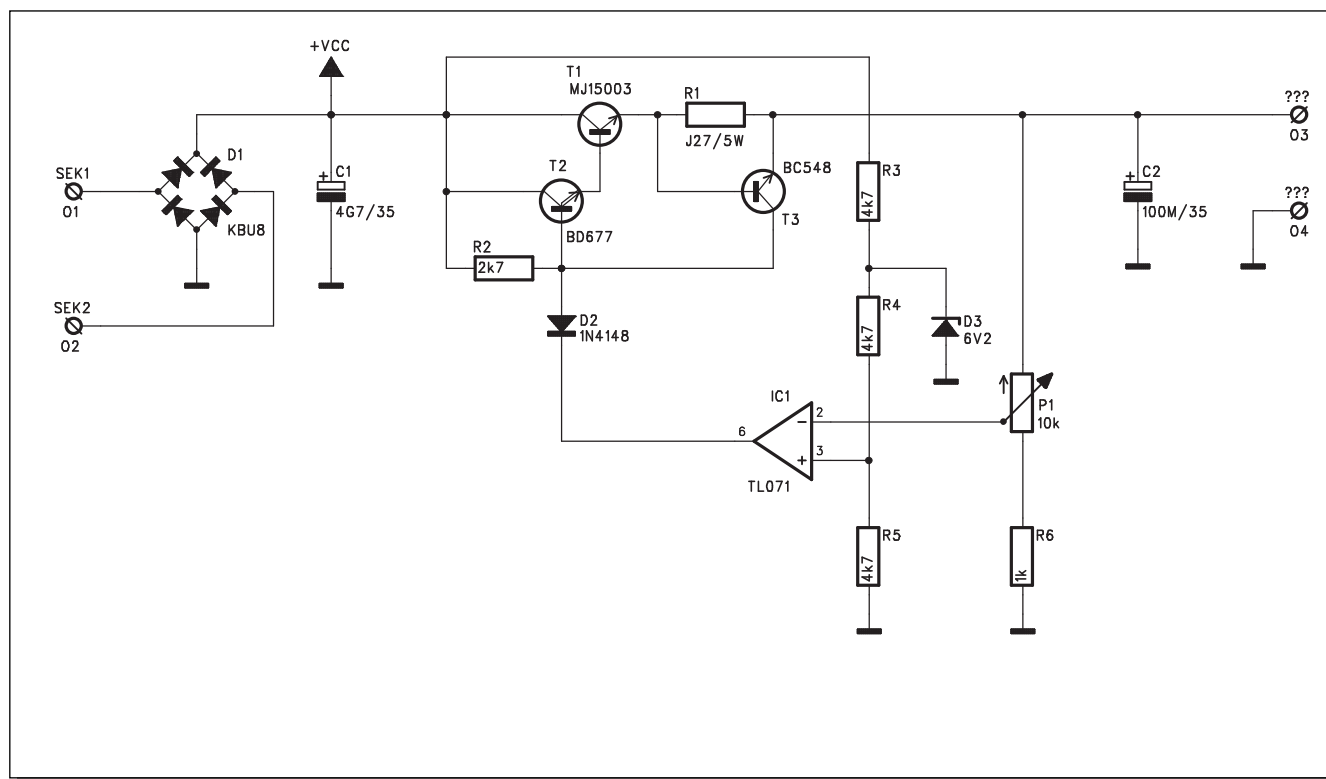 +VCC
T1
MJ15003
R1
J27/5W
???
O3
SEK1
O1
D1
KBU8
+
C1
4G7/35
T2
BD677
BC548
T3
R3
4k7
+
C2
100M/35
???
O4
R2
2k7
SEK2
O2
D2
1N4148
R4
4k7
D3
6V2
IC1
6
2
-
3
+
TL071
P1
10k
R5
4k7
R6
1k